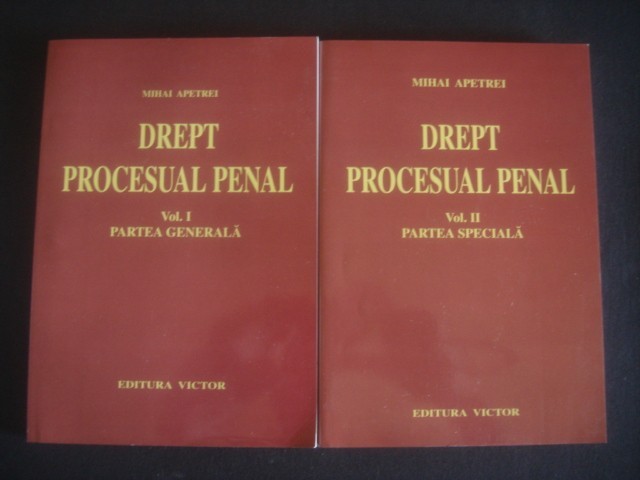 MIHAI APETREI
DREPT
PROCESUAL PENAL
Vol. I
PARTEA GENERALĂ
EDITURA VICTOR
MIHAI APETREI
DREPT
PROCESUAL PENAL
Vol. II
PARTEA SPECIALĂ
EDITURA VICTOR